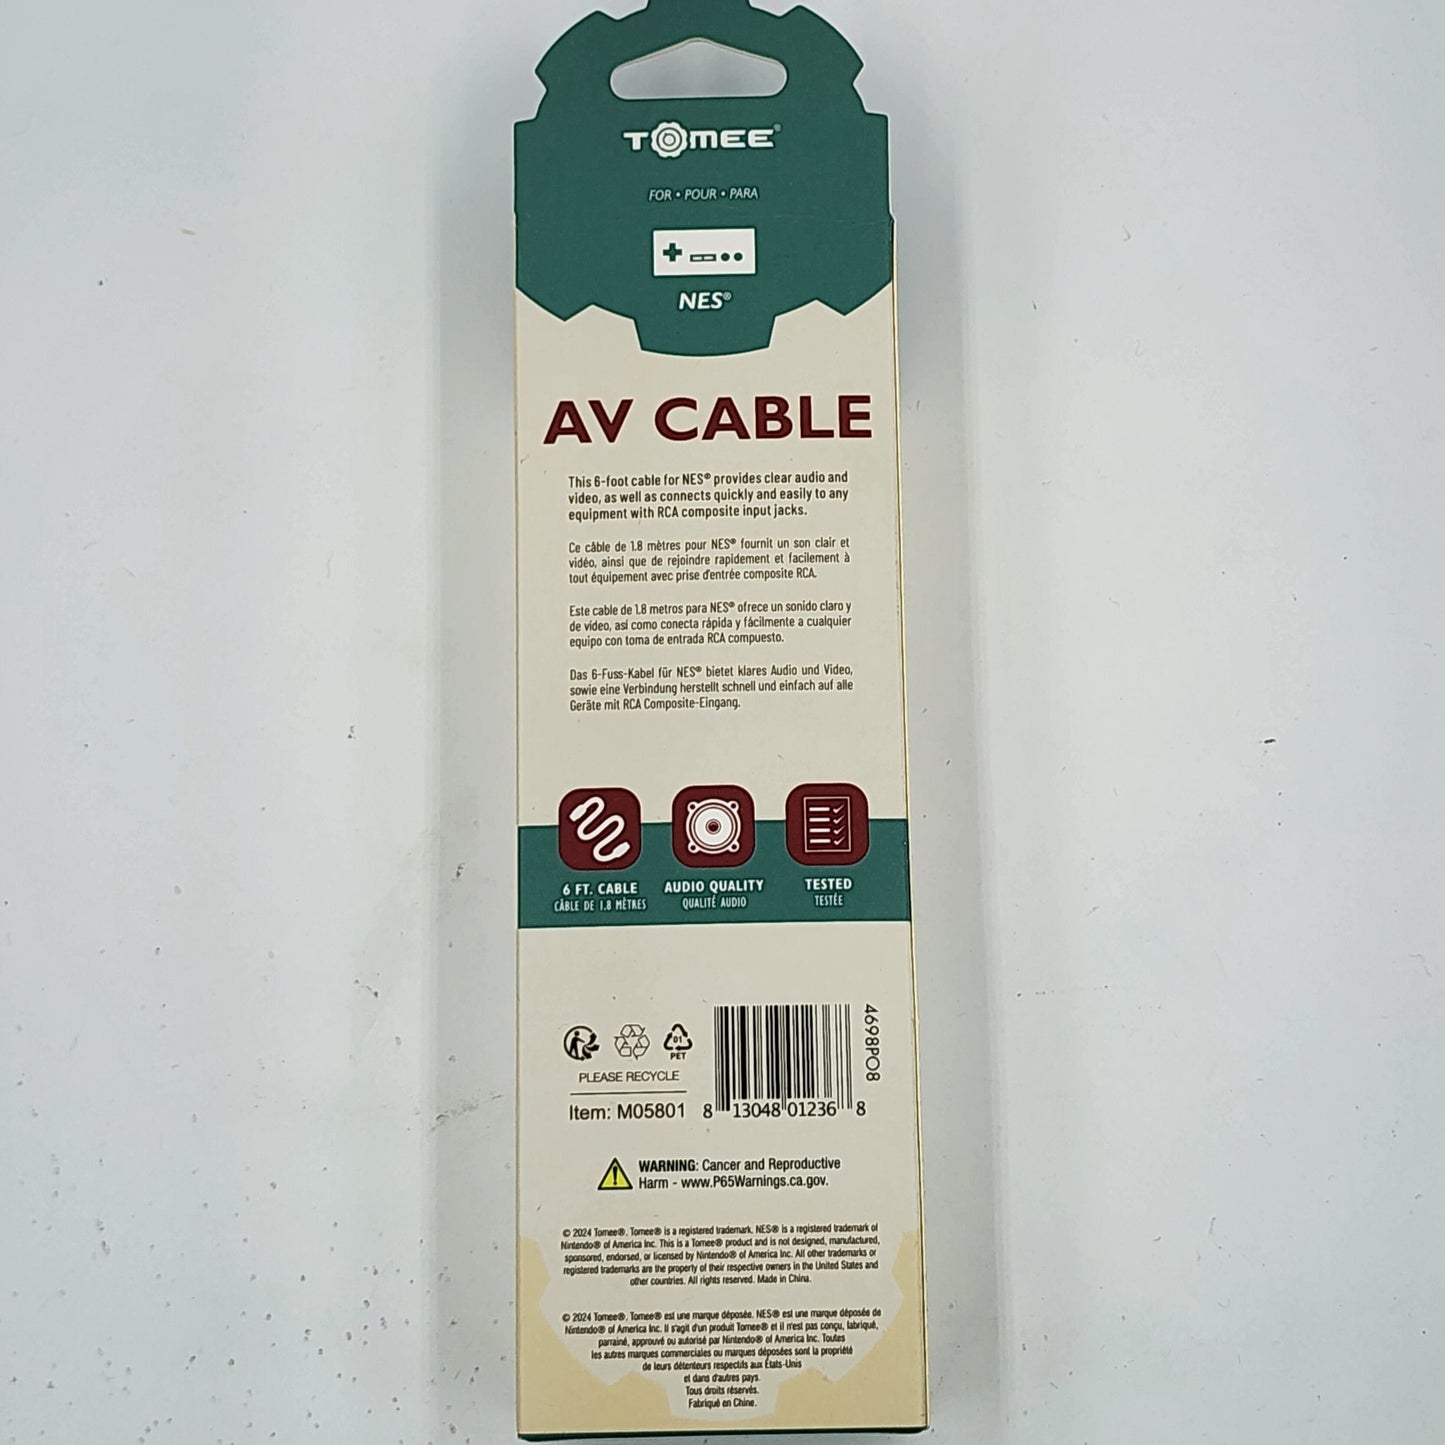 TOMEE®
FOR • POUR • PARA
NES®
AV CABLE
This 6-foot cable for NES® provides clear audio and
video, as well as connects quickly and easily to any
equipment with RCA composite input jacks.
Ce câble de 1.8 mètres pour NES® fournit un son clair et
vidéo, ainsi que de rejoindre rapidement et facilement à
tout équipement avec prise d'entrée composite RCA.
Este cable de 1.8 metros para NES® ofrece un sonido claro y
de video, así como conecta rápida y fácilmente a cualquier
equipo con toma de entrada RCA compuesto.
Das 6-Fuss-Kabel für NES® bietet klares Audio und Video,
sowie eine Verbindung herstellt schnell und einfach auf alle
Geräte mit RCA Composite-Eingang.
6 FT. CABLE
CÂBLE DE 1.8 MÈTRES
AUDIO QUALITY
QUALITÉ AUDIO
TESTED
TESTÉE
01
PET
PLEASE RECYCLE
Item: M05801
8 13048 01236 8
4698PO8
WARNING: Cancer and Reproductive
Harm - www.P65Warnings.ca.gov.
© 2024 Tomee®. Tomee® is a registered trademark. NES® is a registered trademark of
Nintendo® of America Inc. This is a Tomee® product and is not designed, manufactured,
sponsored, endorsed, or licensed by Nintendo® of America Inc. All other trademarks or
registered trademarks are the property of their respective owners in the United States and
other countries. All rights reserved. Made in China.
© 2024 Tomee®. Tomee® est une marque déposée. NES® est une marque déposée de
Nintendo® of America Inc. Il s'agit d'un produit Tomee® et il n'est pas conçu, fabriqué,
parrainé, approuvé ou autorisé par Nintendo® of America Inc. Toutes
les autres marques commerciales ou marques déposées sont la propriété
de leurs détenteurs respectifs aux États-Unis
et dans d'autres pays.
Tous droits réservés.
Fabriqué en Chine.